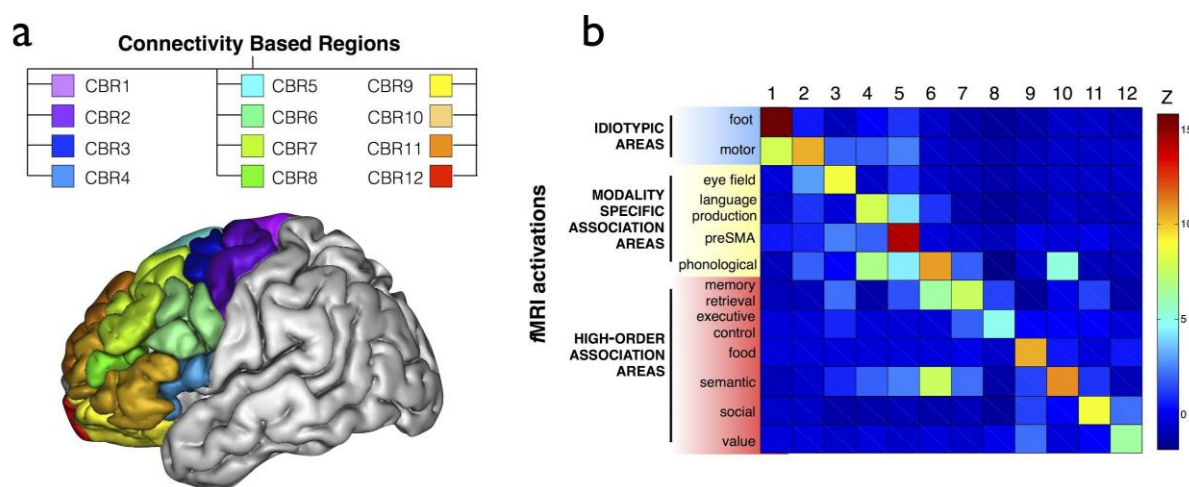 a
Connectivity Based Regions
CBR1 CBR5 CBR9
CBR2 CBR6 CBR10
CBR3 CBR7 CBR11
CBR4 CBR8 CBR12
b
1 2 3 4 5 6 7 8 9 10 11 12 Z
fMRI activations
IDIOTYPIC
AREAS
MODALITY
SPECIFIC
ASSOCIATION
AREAS
HIGH-ORDER
ASSOCIATION
AREAS
foot
motor
eye field
language
production
preSMA
phonological
memory
retrieval
executive
control
food
semantic
social
value
15
10
5
0